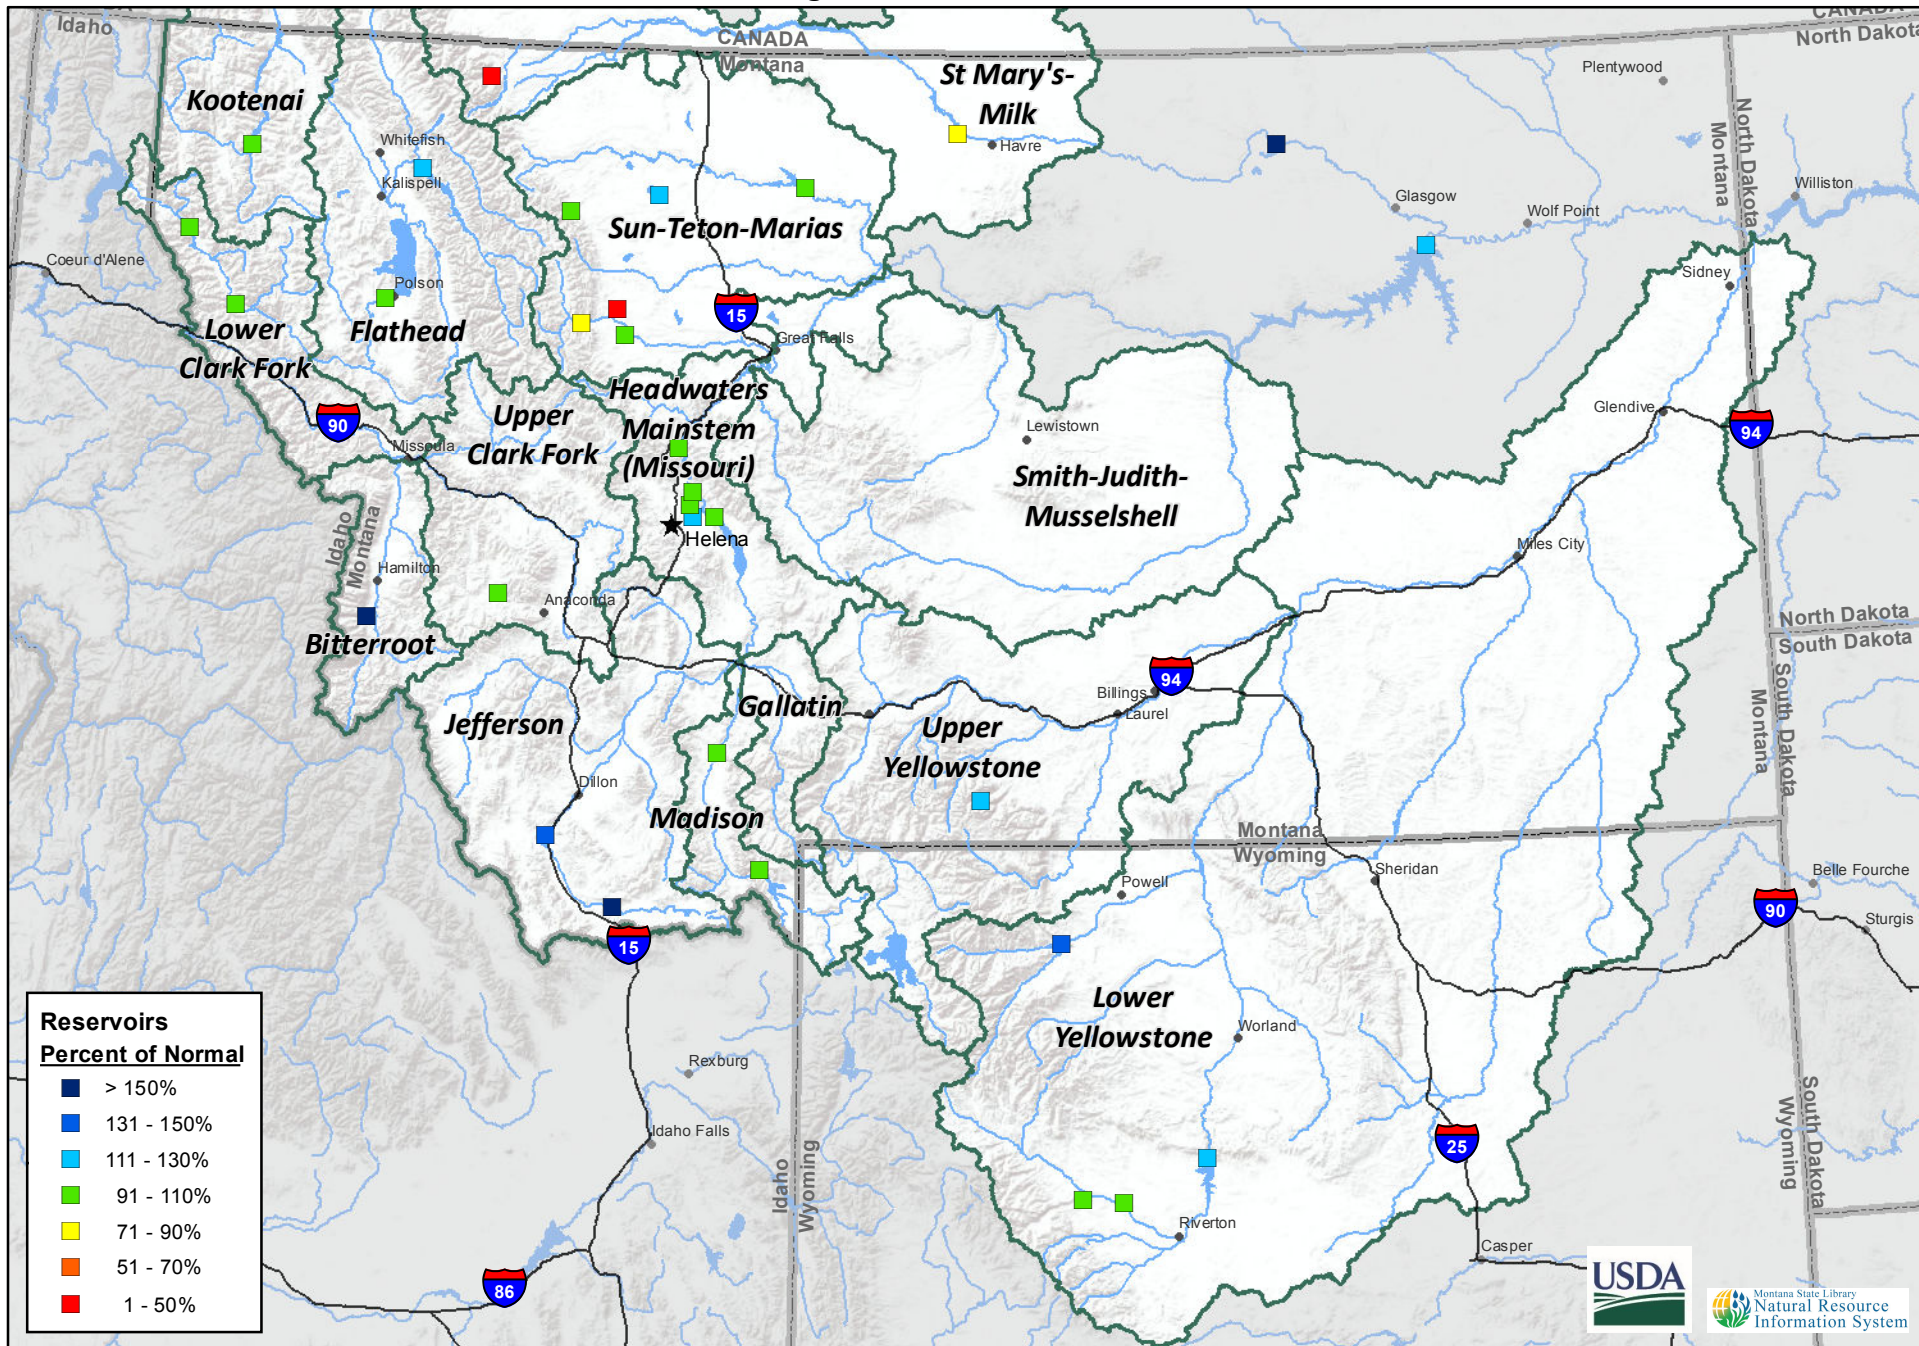 Idaho
CANADA
Montana
CANADA
North Dakota
St Mary's-
Milk
Plentywood
Kootenai
North Dakota
Montana
Whitefish
Havre
Kalispell
Williston
Glasgow
Wolf Point
Sun-Teton-Marias
Coeur d'Alene
Sidney
Polson
15
Lower
Clark Fork
Flathead
Great Falls
Headwaters
Mainstem
(Missouri)
Upper
Clark Fork
90
Glendive
94
Lewistown
Missoula
Smith-Judith-
Musselshell
Idaho
Montana
Helena
Miles City
Hamilton
Anaconda
North Dakota
South Dakota
Bitterroot
94
Billings
Laurel
Gallatin
Jefferson
Upper
Yellowstone
South Dakota
Montana
Dillon
Madison
Montana
Wyoming
Sheridan
Belle Fourche
Powell
90
Sturgis
15
Lower
Yellowstone
Worland
Reservoirs
Percent of Normal
> 150%
131 - 150%
111 - 130%
91 - 110%
71 - 90%
51 - 70%
1 - 50%
Rexburg
Idaho Falls
25
South Dakota
Wyoming
Idaho
Wyoming
Riverton
Casper
86
USDA
Montana State Library
Natural Resource
Information System